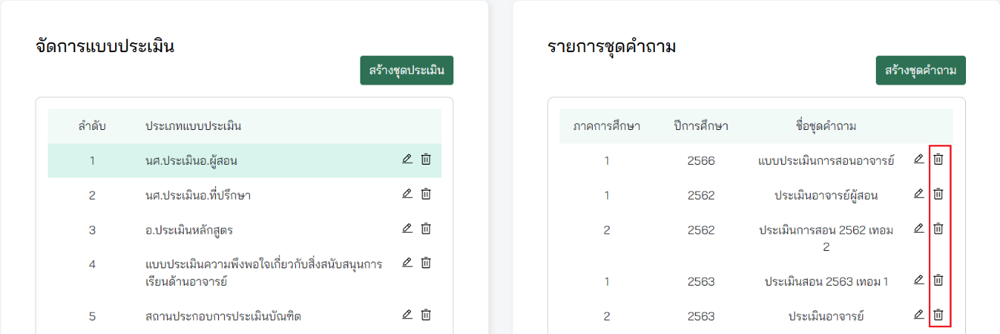 จัดการแบบประเมิน
สร้างชุดประเมิน
ลำดับ ประเภทแบบประเมิน
1 นศ.ประเมินอ.ผู้สอน
2 นศ.ประเมินอ.ที่ปรึกษา
3 อ.ประเมินหลักสูตร
4 แบบประเมินความพึงพอใจเกี่ยวกับสิ่งสนับสนุนการ
เรียนด้านอาจารย์
5 สถานประกอบการประเมินบัณฑิต
รายการชุดคำถาม
สร้างชุดคำถาม
ภาคการศึกษา ปีการศึกษา ชื่อชุดคำถาม
1 2566 แบบประเมินการสอนอาจารย์
1 2562 ประเมินอาจารย์ผู้สอน
2 2562 ประเมินการสอน 2562 เทอม
2
1 2563 ประเมินสอน 2563 เทอม 1
2 2563 ประเมินอาจารย์